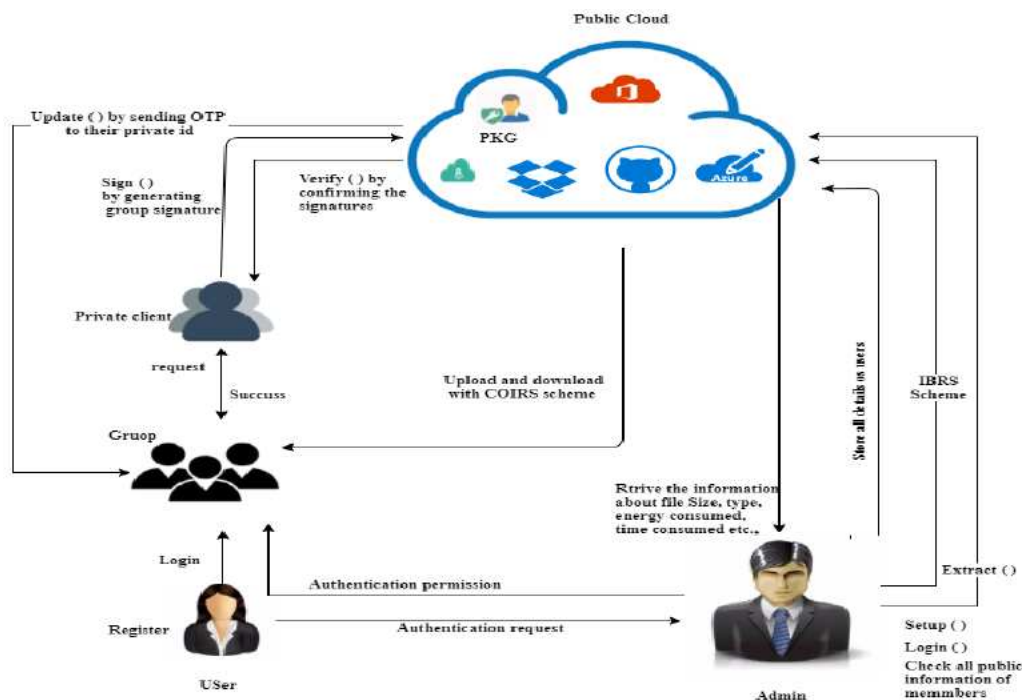 Public Cloud
Update ( ) by sending OTP
to their private id
PKG
Azure
Sign ( )
by generating
group signature
Verify ( ) by
confirming the
signatures
Private client
request
Succuss
Upload and download
with COIRS scheme
Store all details os users
IBRS
Scheme
Gruop
Rtrive the information
about file Size, type,
energy consumed,
time consumed etc.,
Login
Authentication permission
Extract ( )
Register
Authentication request
Setup ( )
Login ( )
Check all public
information of
memmbers
USer
Admin